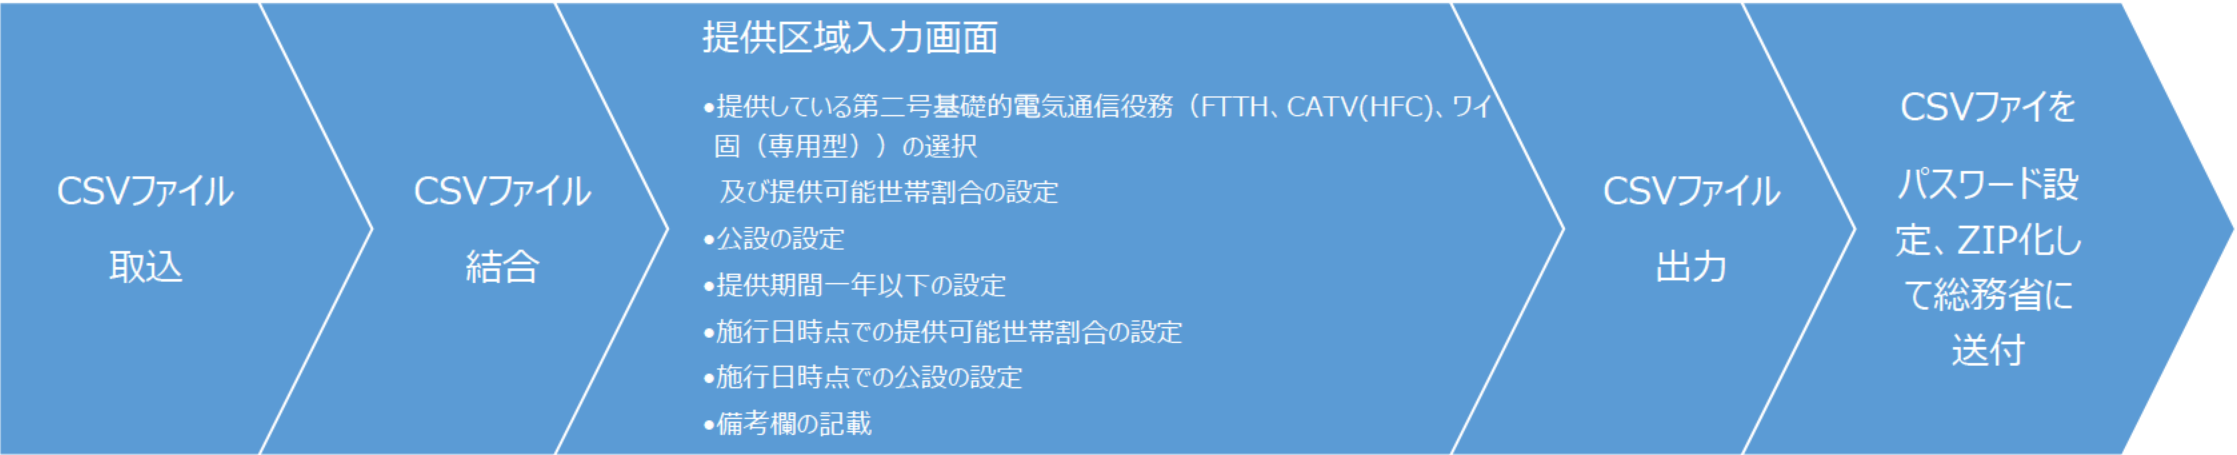 CSVファイル
取込
CSVファイル
結合
提供区域入力画面
•提供している第二号基礎的電気通信役務（FTTH、CATV(HFC)、ワイ
固（専用型））の選択
及び提供可能世帯割合の設定
•公設の設定
•提供期間一年以下の設定
•施行日時点での提供可能世帯割合の設定
•施行日時点での公設の設定
•備考欄の記載
CSVファイル
出力
CSVファイを
パスワード設
定、ZIP化し
て総務省に
送付